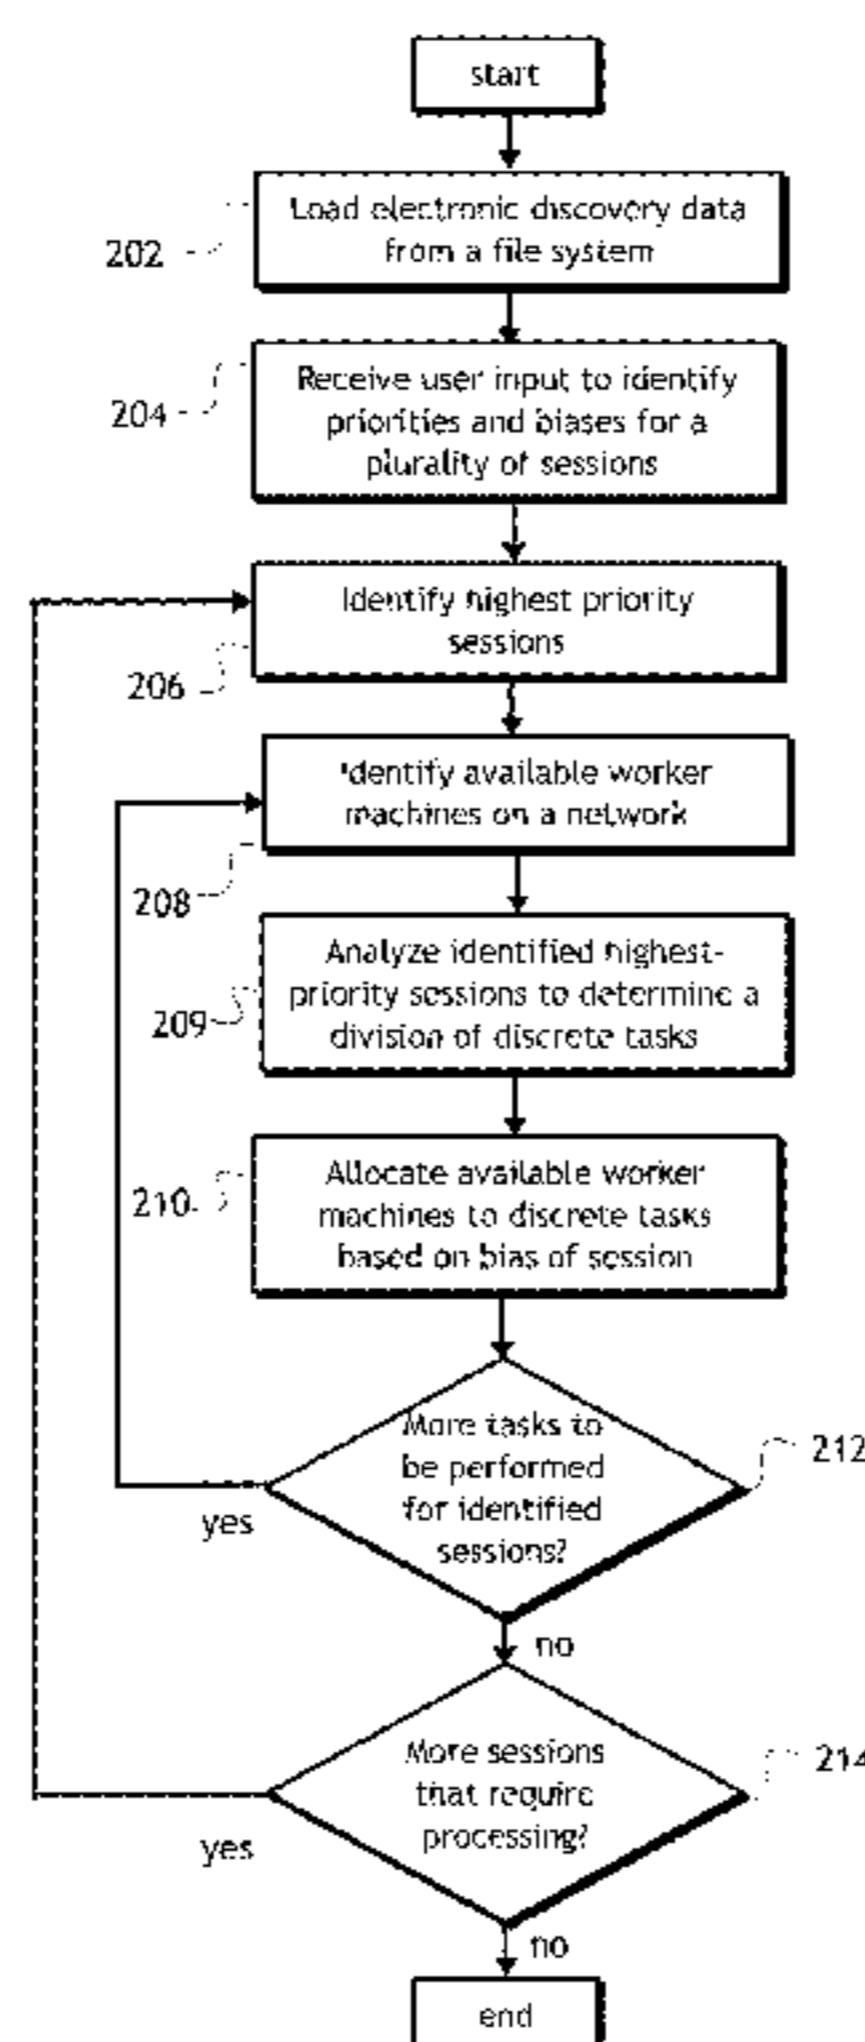 start
Load electronic discovery data
from a file system
202
Receive user input to identify
priorities and biases for a
plurality of sessions
204
Identify highest priority
sessions
206
Identify available worker
machines on a network
208
Analyze identified highest-
priority sessions to determine a
division of discrete tasks
209
Allocate available worker
machines to discrete tasks
based on bias of session
210
More tasks to
be performed
for identified
sessions?
212
yes
no
More sessions
that require
processing?
214
yes
no
end